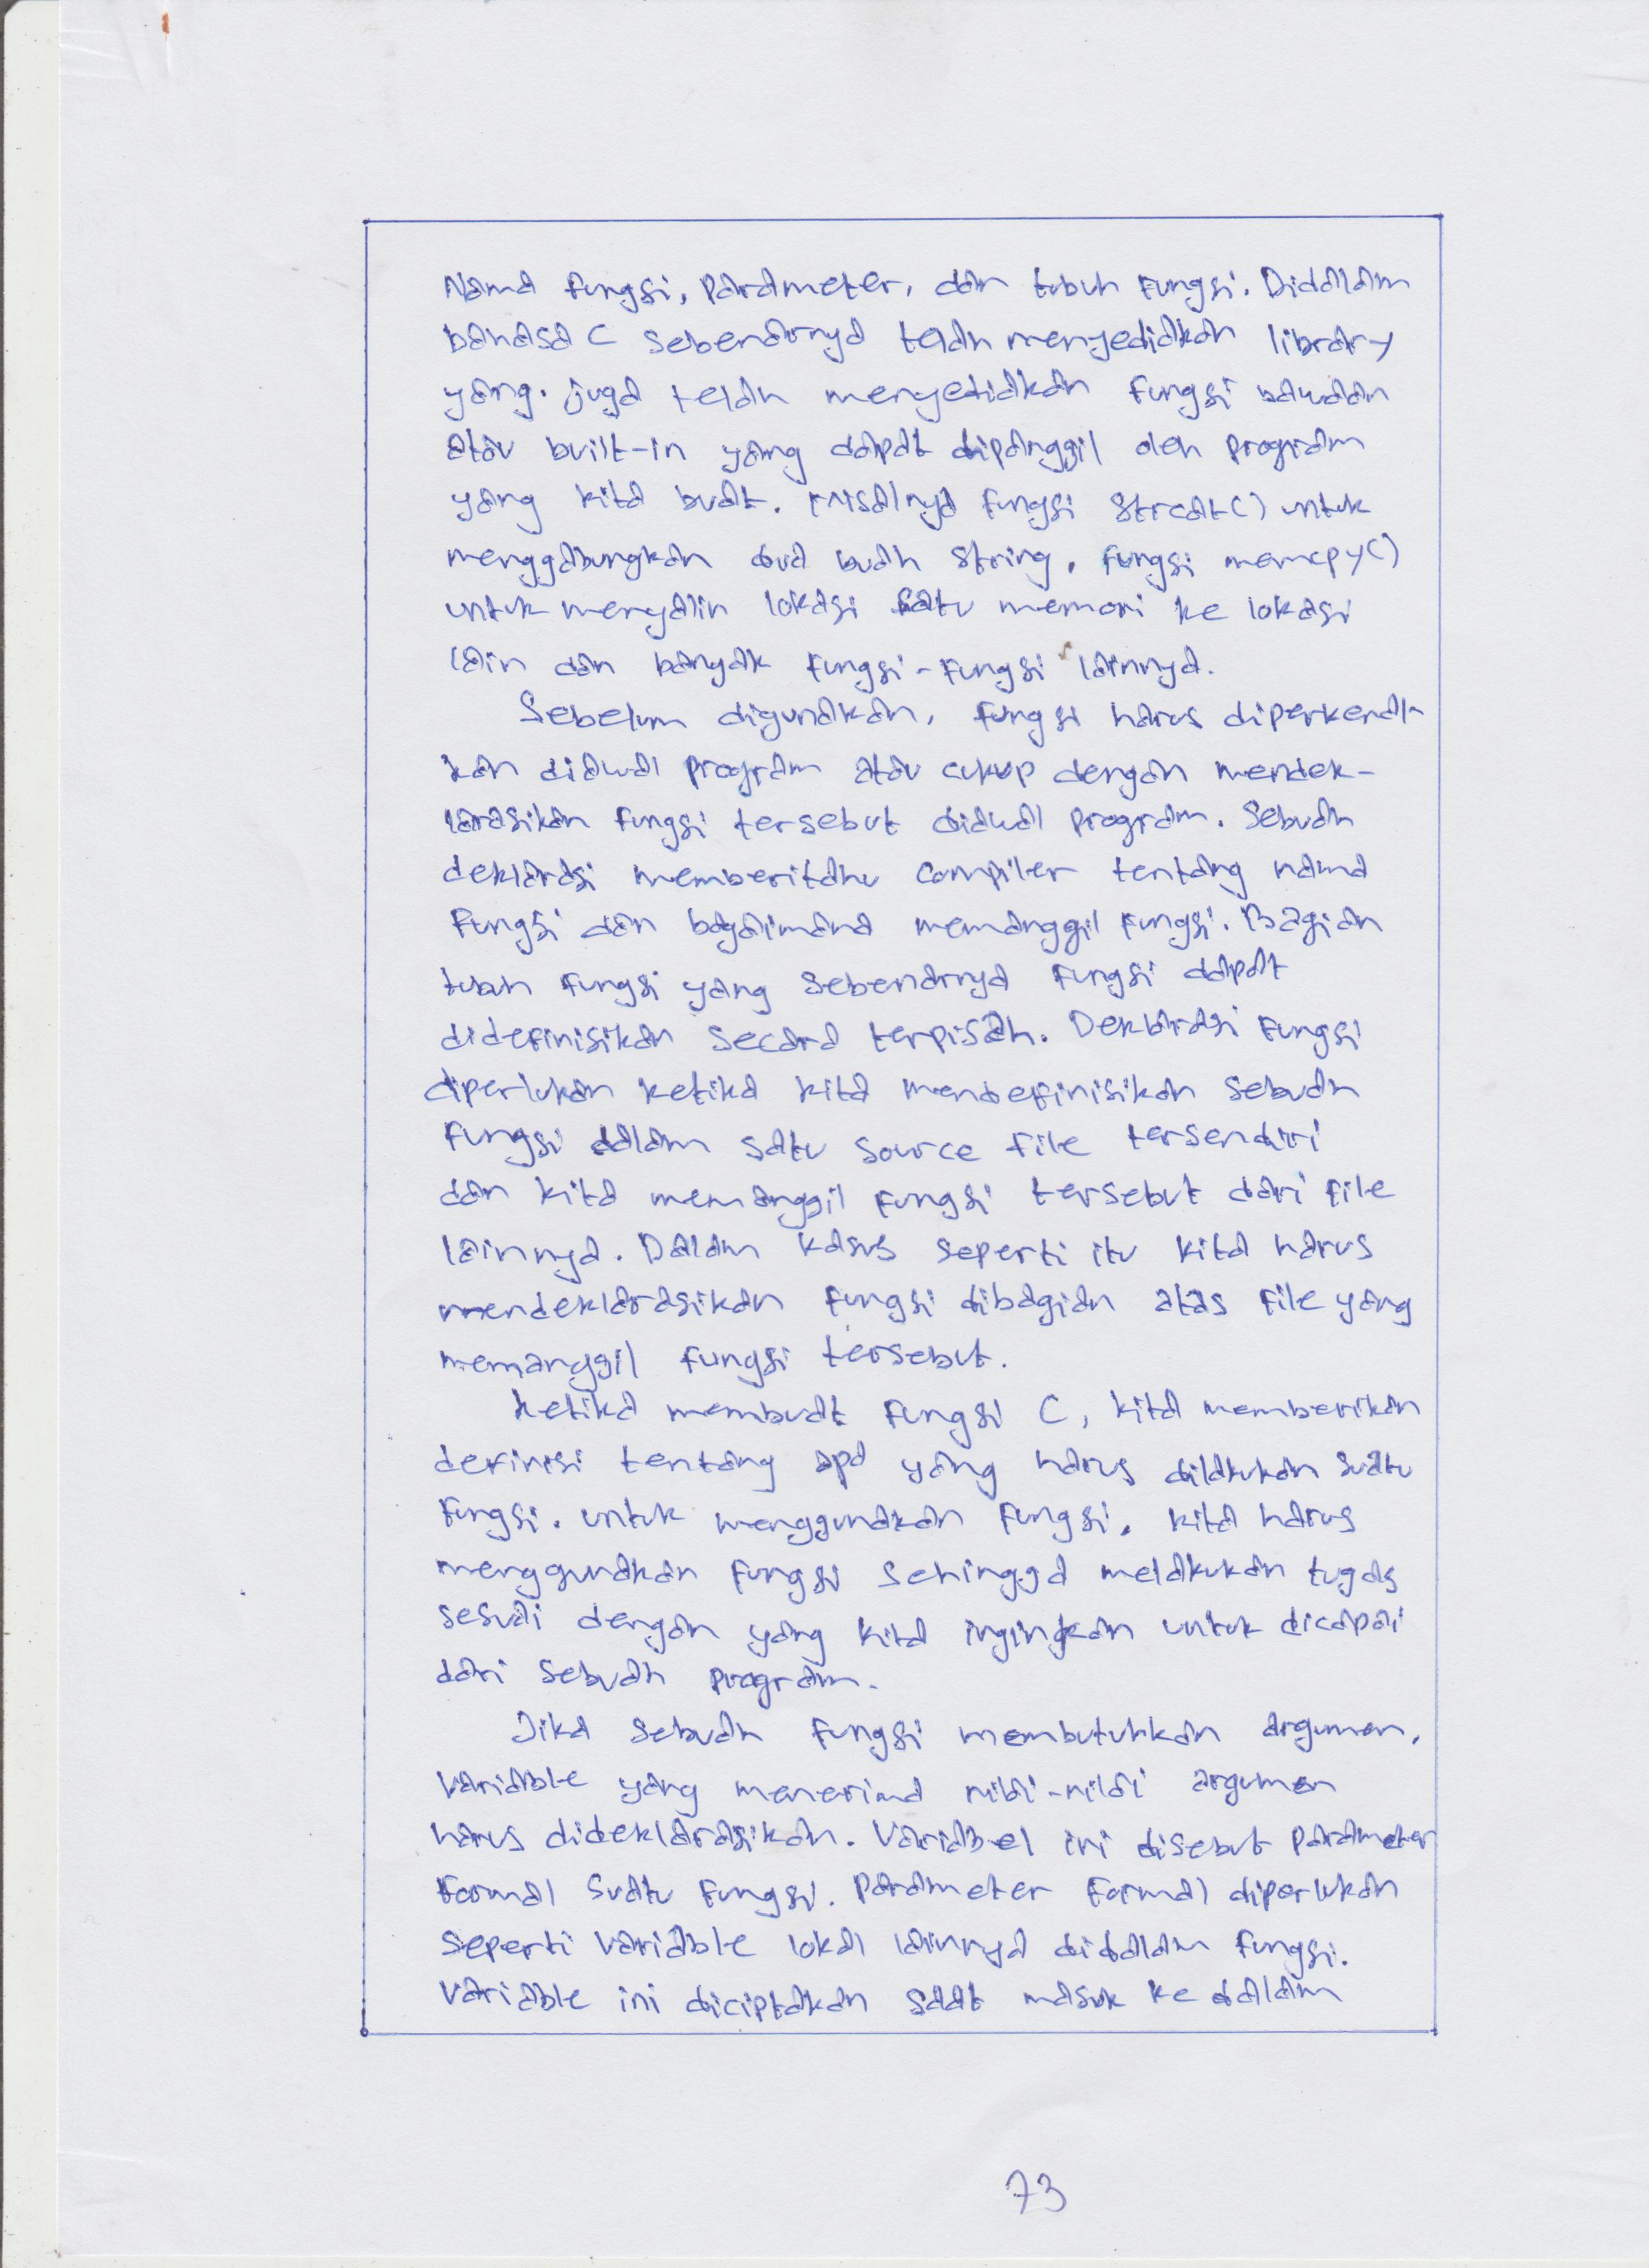 Nama fungsi, parameter, dan tubuh fungsi. Didalam
bahasa C sebenarnya telah menyediakan library
yang. juga telah menyediakan fungsi bawaan
atau built-in yang dapat dipanggil oleh program
yang kita buat. Misalnya fungsi strcat() untuk
menggabungkan dua buah string, fungsi memcpy()
untuk menyalin lokasi satu memori ke lokasi
lain dan banyak fungsi-fungsi lainnya.
Sebelum digunakan, fungsi harus diperkenal-
kan diawal program atau cukup dengan mendek-
larasikan fungsi tersebut diawal program. Sebuah
deklarasi memberitahu compiler tentang nama
fungsi dan bagaimana memanggil fungsi. Bagian
tubuh fungsi yang sebenarnya fungsi dapat
didefinisikan secara terpisah. Deklarasi fungsi
diperlukan ketika kita mendefinisikan sebuah
fungsi dalam satu source file tersendiri
dan kita memanggil fungsi tersebut dari file
lainnya. Dalam kasus seperti itu kita harus
mendeklarasikan fungsi dibagian atas file yang
memanggil fungsi tersebut.
Ketika membuat fungsi C, kita memberikan
definisi tentang apa yang harus dilakukan suatu
fungsi. untuk menggunakan fungsi, kita harus
menggunakan fungsi sehingga melakukan tugas
sesuai dengan yang kita inginkan untuk dicapai
dari sebuah program.
Jika sebuah fungsi membutuhkan argumen,
variable yang menerima nilai-nilai argumen
harus dideklarasikan. Variabel ini disebut parameter
formal suatu fungsi. Parameter formal diperlukan
seperti variable lokal lainnya didalam fungsi.
Variable ini diciptakan saat masuk ke dalam
73